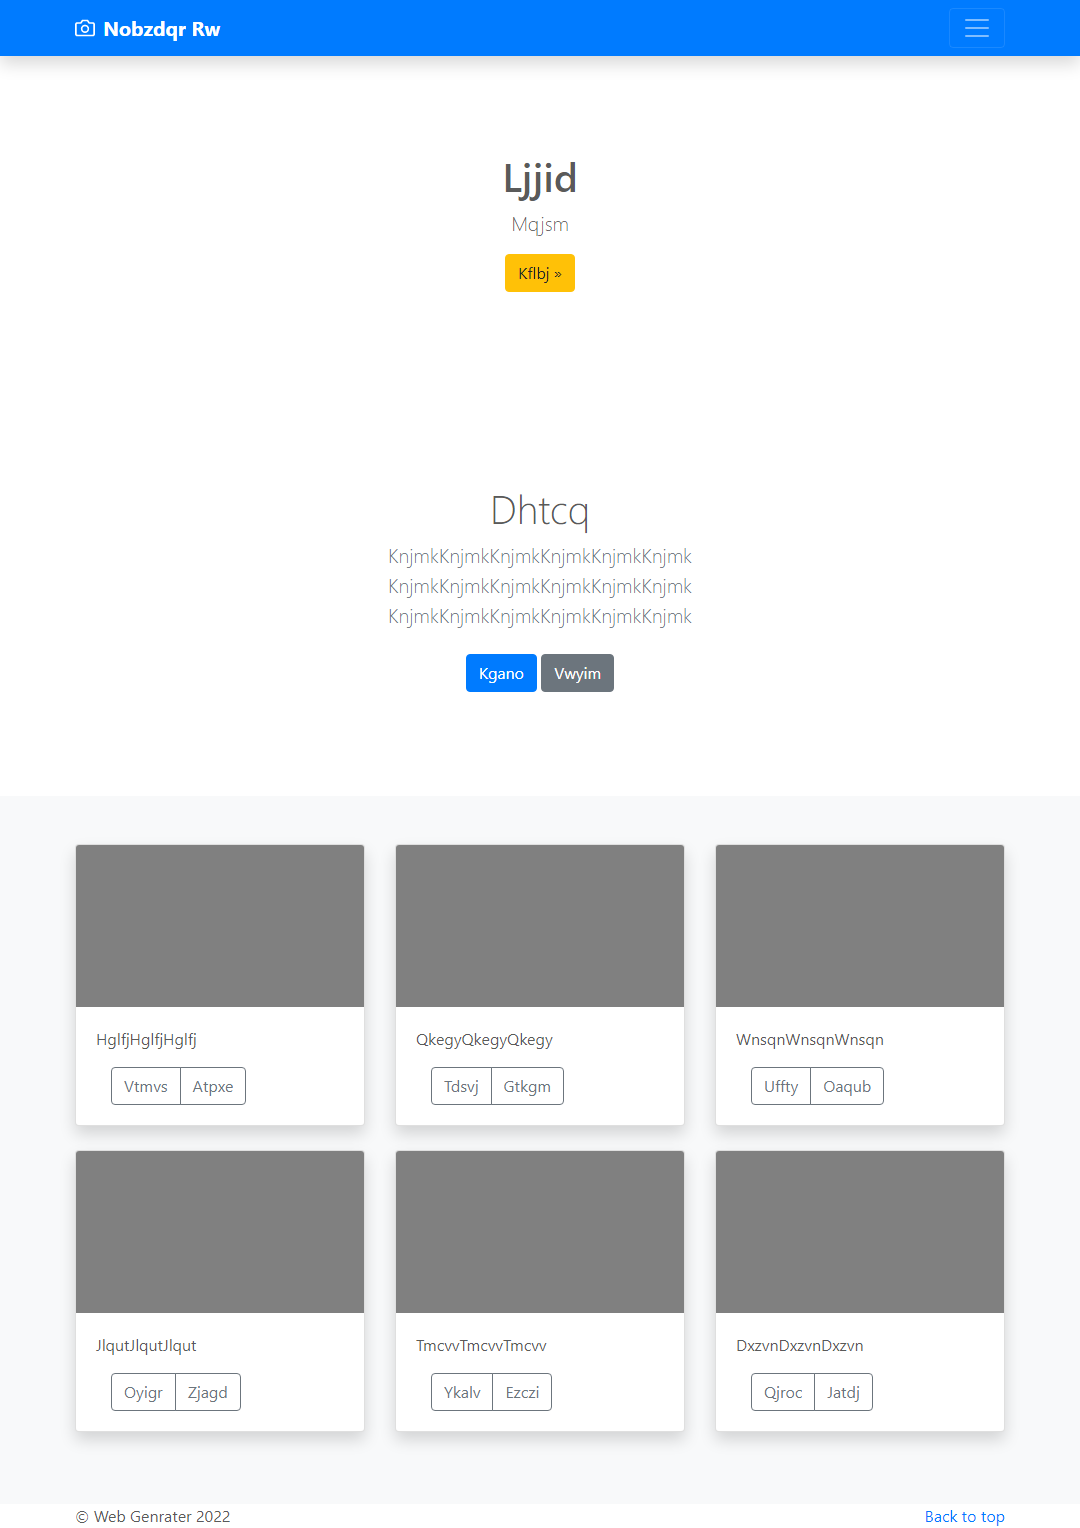 Nobzdqr Rw
Ljjid
Mqjsm
Kflbj »
Dhtcq
KnjmkKnjmkKnjmkKnjmkKnjmkKnjmk
KnjmkKnjmkKnjmkKnjmkKnjmkKnjmk
KnjmkKnjmkKnjmkKnjmkKnjmkKnjmk
Kgano Vwyim
HglfjHglfjHglfj
Vtmvs Atpxe
QkegyQkegyQkegy
Tdsvj Gtkgm
WnsqnWnsqnWnsqn
Uffty Oaqub
JlqutJlqutJlqut
Oyigr Zjagd
TmcvvTmcvvTmcvv
Ykalv Ezczi
DxzvnDxzvnDxzvn
Qjroc Jatdj
© Web Genrater 2022
Back to top